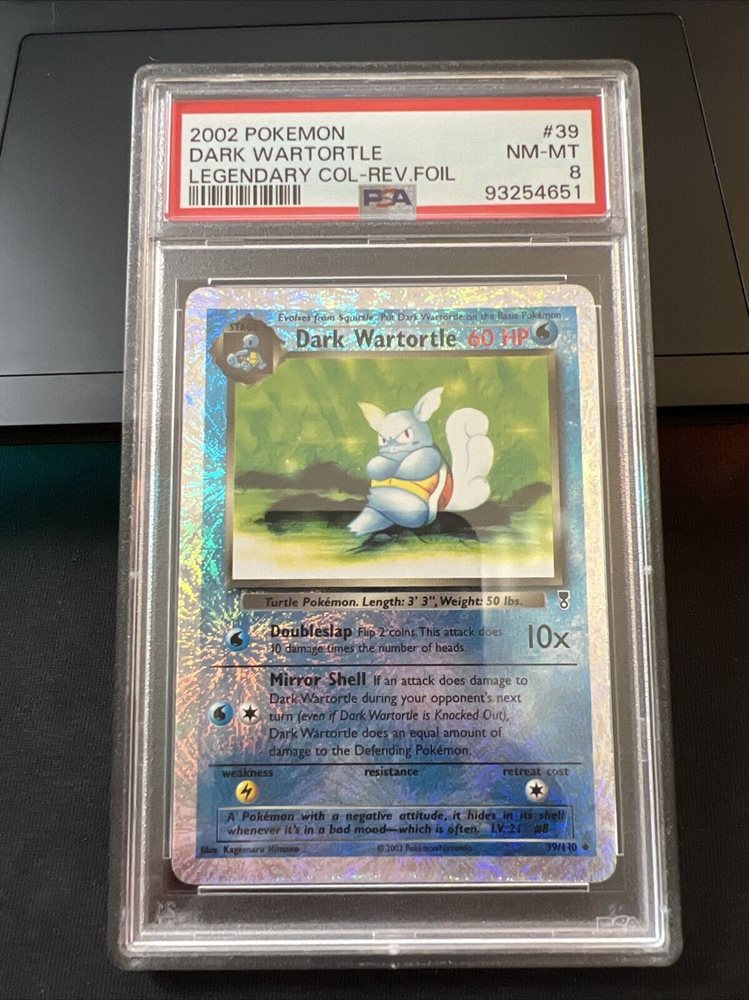 2002 POKEMON #39
DARK WARTORTLE NM-MT
LEGENDARY COL-REV.FOIL 8
PSA 93254651
Evolves from Squirtle Put Dark Wartortle on the Basic Pokémon
STAGE
Dark Wartortle 60 HP
Turtle Pokémon. Length: 3' 3", Weight: 50 lbs.
Doubleslap Flip 2 coins. This attack does 10x
10 damage times the number of heads.
Mirror Shell If an attack does damage to
Dark Wartortle during your opponent's next
turn (even if Dark Wartortle is Knocked Out),
Dark Wartortle does an equal amount of
damage to the Defending Pokémon.
weakness resistance retreat cost
A Pokémon with a negative attitude, it hides in its shell
whenever it's in a bad mood—which is often. LV. 21 #8
Illus. Kagemaru Himeno © 2002 Pokémon/Nintendo 39/110